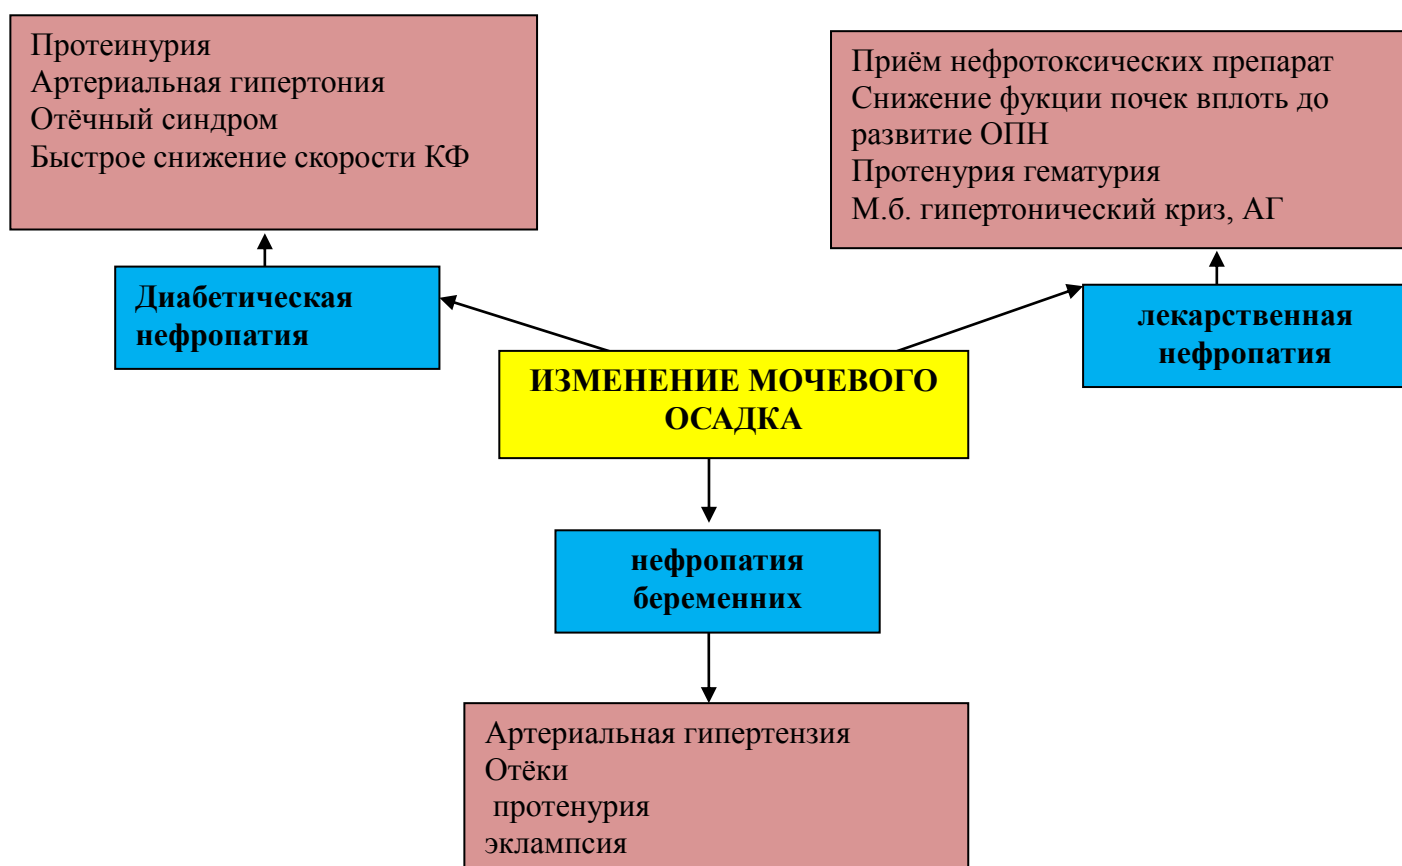 Протеинурия
Артериальная гипертония
Отёчный синдром
Быстрое снижение скорости КФ
Приём нефротоксических препарат
Снижение фукции почек вплоть до
развитие ОПН
Протенурия гематурия
М.б. гипертонический криз, АГ
Диабетическая
нефропатия
лекарственная
нефропатия
ИЗМЕНЕНИЕ МОЧЕВОГО
ОСАДКА
нефропатия
беременних
Артериальная гипертензия
Отёки
протенурия
эклампсия